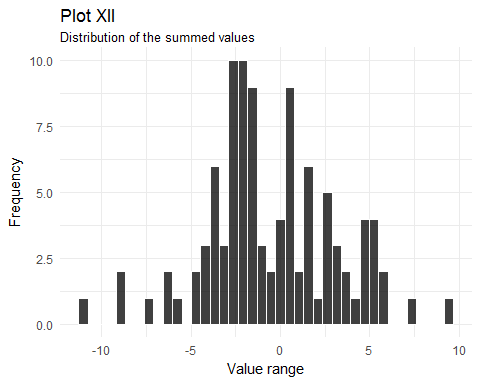 Plot XII
Distribution of the summed values
10.0
7.5
5.0
2.5
0.0
Frequency
-10 -5 0 5 10
Value range